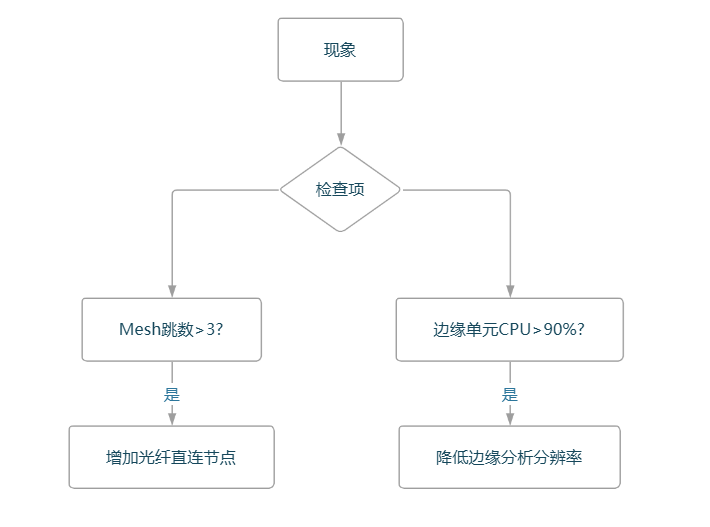 现象
检查项
Mesh跳数>3?
边缘单元CPU>90%?
是
是
增加光纤直连节点
降低边缘分析分辨率